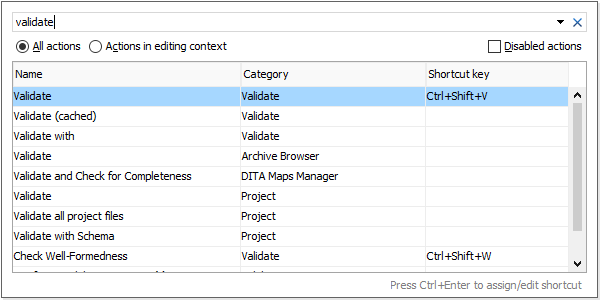 validate
All actions Actions in editing context Disabled actions
Name Category Shortcut key
Validate Validate Ctrl+Shift+V
Validate (cached) Validate
Validate with Validate
Validate Archive Browser
Validate and Check for Completeness DITA Maps Manager
Validate Project
Validate all project files Project
Validate with Schema Project
Check Well-Formedness Validate Ctrl+Shift+W
Press Ctrl+Enter to assign/edit shortcut